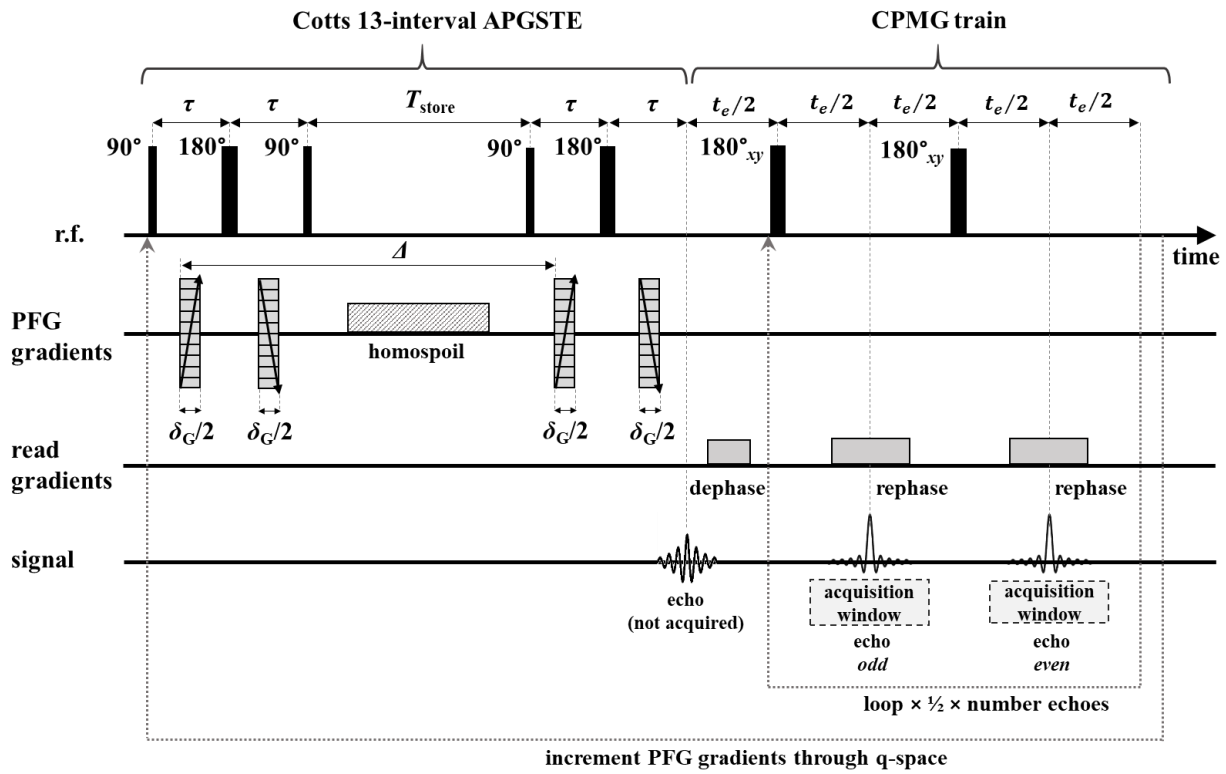 Cotts 13-interval APGSTE CPMG train
τ τ T_store τ τ t_e/2 t_e/2 t_e/2 t_e/2 t_e/2
90° 180° 90° 90° 180° 180°_xy 180°_xy
r.f.
time
Δ
PFG
gradients
homospoil
δ_G/2 δ_G/2 δ_G/2 δ_G/2
read
gradients
dephase rephase rephase
signal
echo
(not acquired)
acquisition
window
echo
odd
acquisition
window
echo
even
loop × ½ × number echoes
increment PFG gradients through q-space